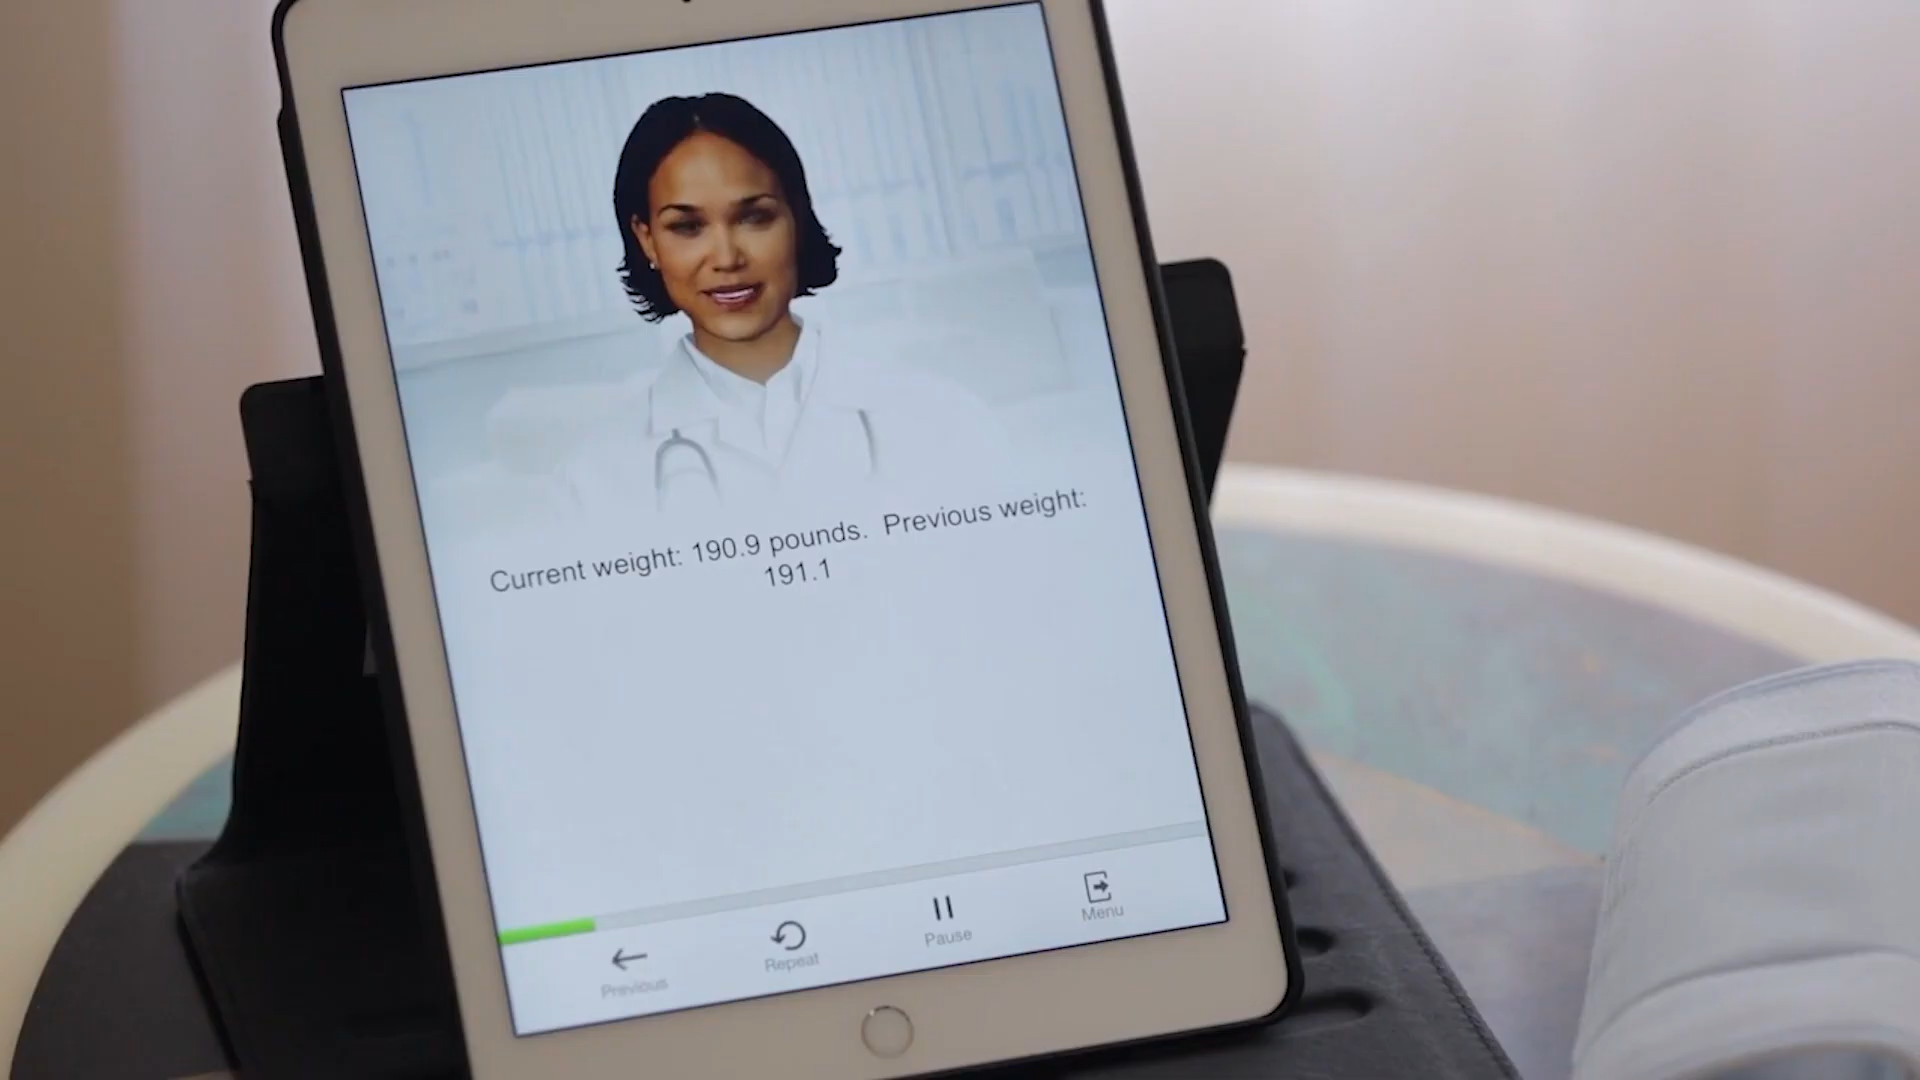 Current weight: 190.9 pounds.  Previous weight:
191.1
Previous
Repeat
Pause
Menu